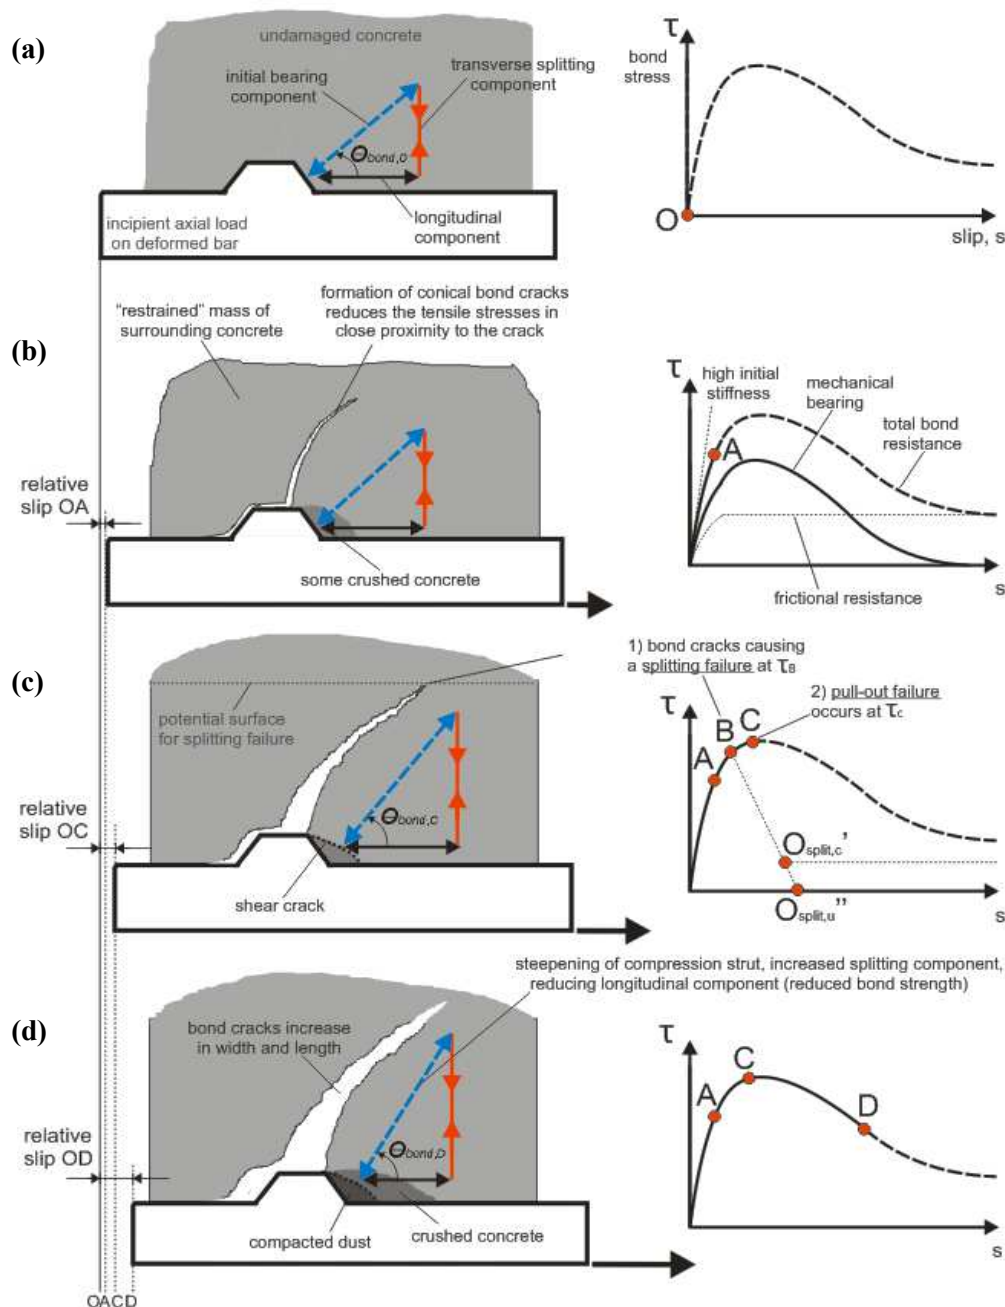 (a)
undamaged concrete
initial bearing
component
transverse splitting
component
Θbond,O
longitudinal
component
incipient axial load
on deformed bar
τ
bond
stress
O
slip, s
(b)
"restrained" mass of
surrounding concrete
formation of conical bond cracks
reduces the tensile stresses in
close proximity to the crack
relative
slip OA
some crushed concrete
τ
high initial
stiffness
mechanical
bearing
total bond
resistance
A
s
frictional resistance
(c)
potential surface
for splitting failure
relative
slip OC
Θbond,C
shear crack
1) bond cracks causing
a splitting failure at τB
2) pull-out failure
occurs at τc
τ
A
B
C
Osplit,c'
Osplit,u''
s
(d)
steepening of compression strut, increased splitting component,
reducing longitudinal component (reduced bond strength)
bond cracks increase
in width and length
relative
slip OD
Θbond,D
compacted dust
crushed concrete
τ
A
C
D
s
OACD